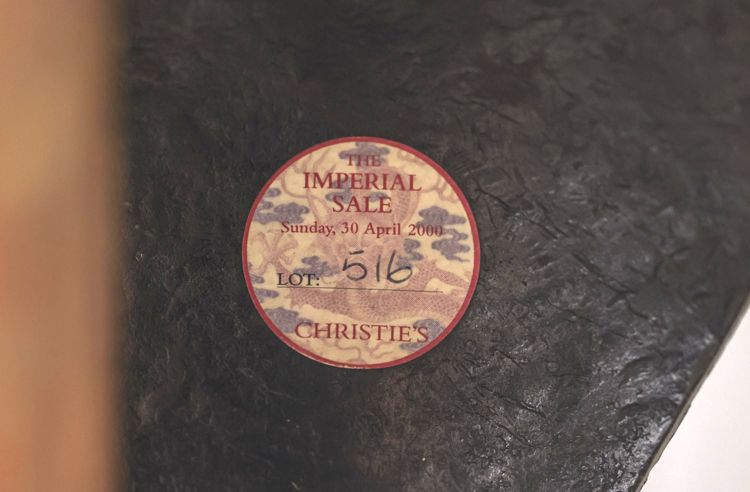 THE
IMPERIAL
SALE
Sunday, 30 April 2000
LOT: 516
CHRISTIE'S